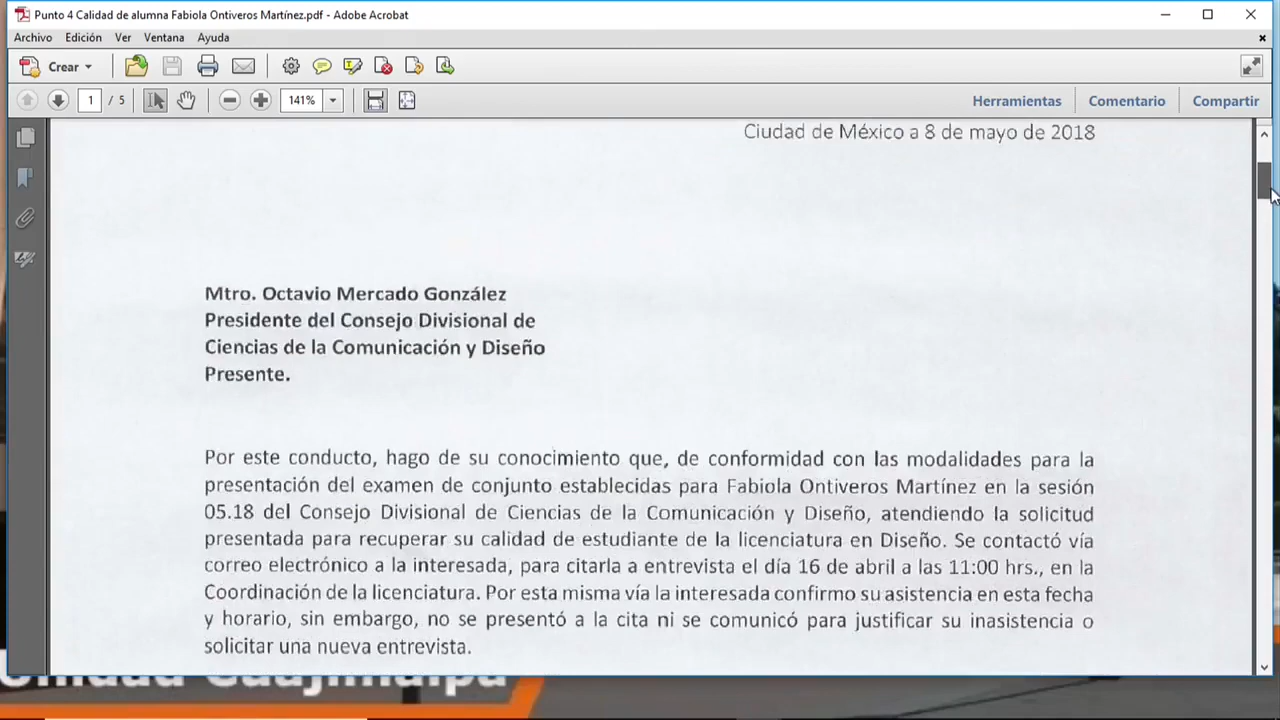 Punto 4 Calidad de alumna Fabiola Ontiveros Martínez.pdf - Adobe Acrobat
Archivo Edición Ver Ventana Ayuda
Crear
1 / 5 141% Herramientas Comentario Compartir
Ciudad de México a 8 de mayo de 2018
Mtro. Octavio Mercado González
Presidente del Consejo Divisional de
Ciencias de la Comunicación y Diseño
Presente.
Por este conducto, hago de su conocimiento que, de conformidad con las modalidades para la
presentación del examen de conjunto establecidas para Fabiola Ontiveros Martínez en la sesión
05.18 del Consejo Divisional de Ciencias de la Comunicación y Diseño, atendiendo la solicitud
presentada para recuperar su calidad de estudiante de la licenciatura en Diseño. Se contactó vía
correo electrónico a la interesada, para citarla a entrevista el día 16 de abril a las 11:00 hrs., en la
Coordinación de la licenciatura. Por esta misma vía la interesada confirmo su asistencia en esta fecha
y horario, sin embargo, no se presentó a la cita ni se comunicó para justificar su inasistencia o
solicitar una nueva entrevista.
Unidad Cuajimalpa